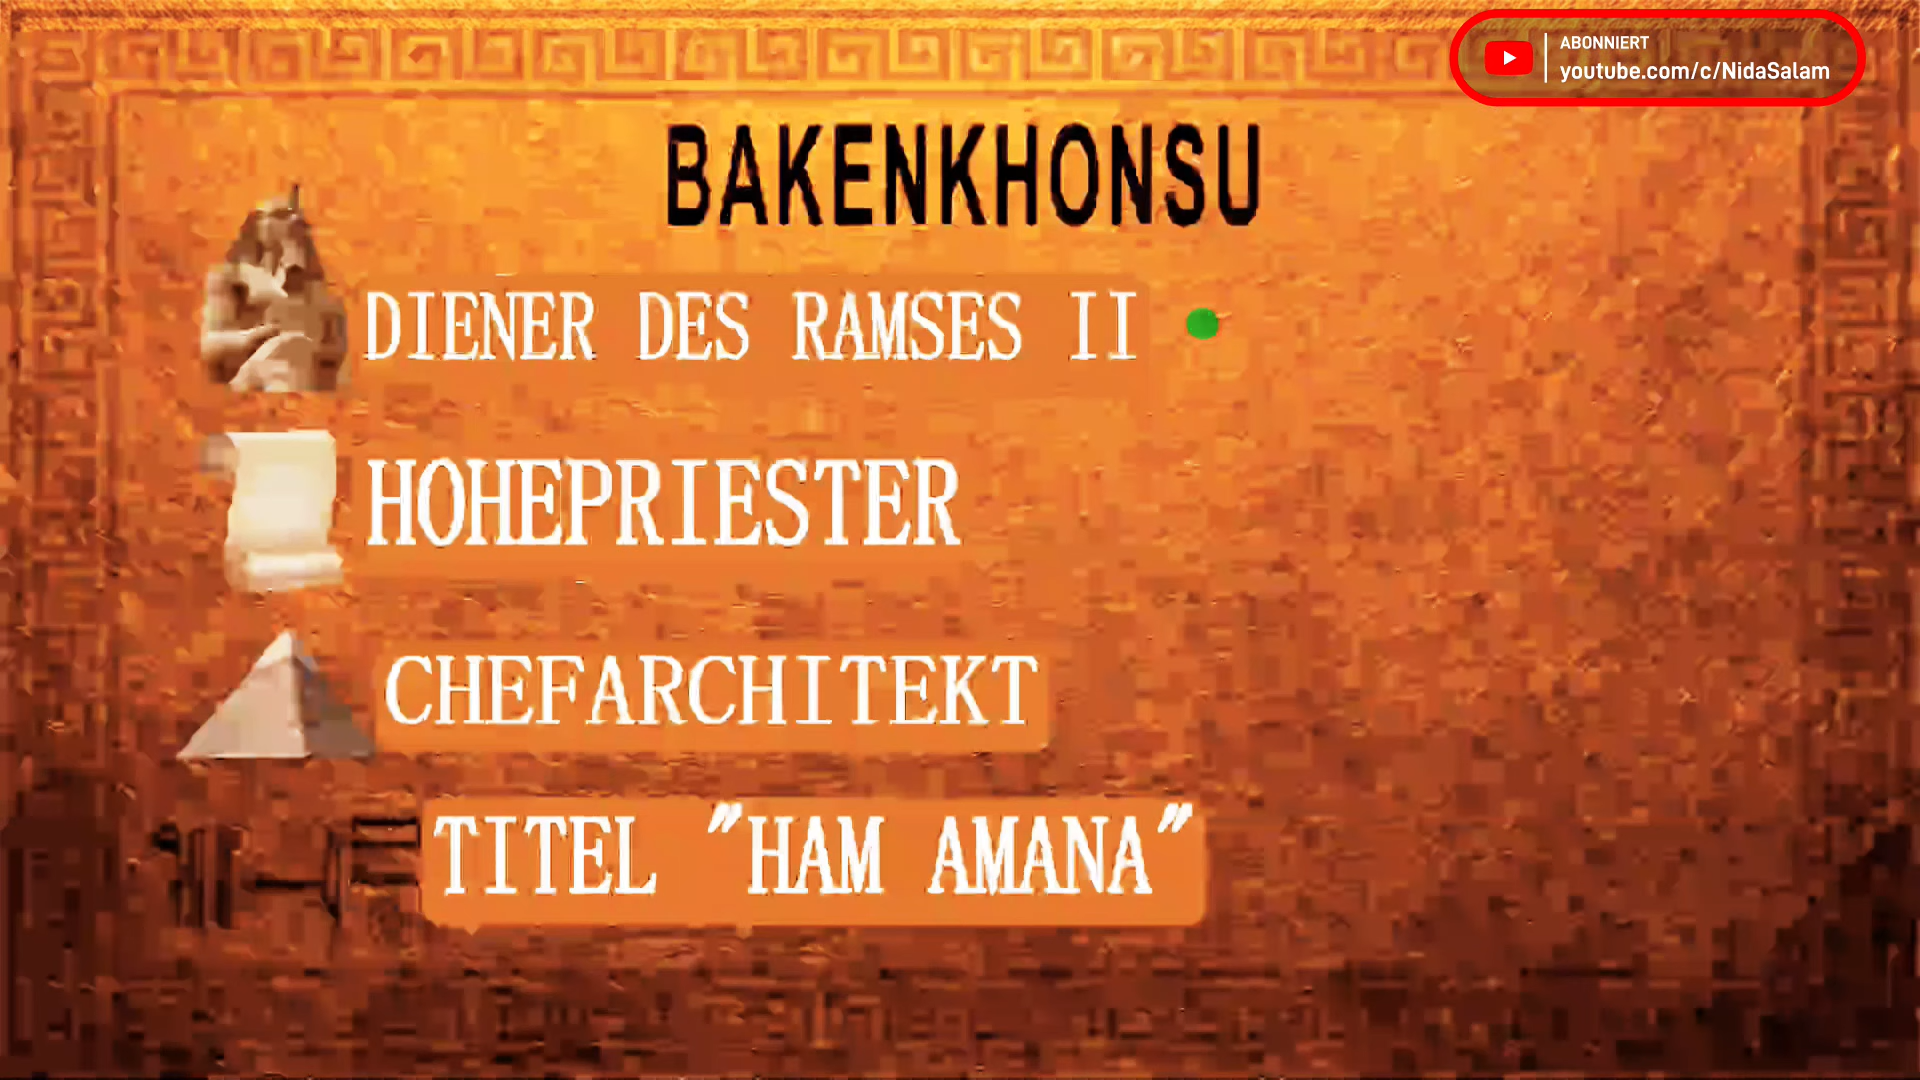 ABONNIERT
youtube.com/c/NidaSalam
BAKENKHONSU
DIENER DES RAMSES II
HOHEPRIESTER
CHEFARCHITEKT
TITEL "HAM AMANA"